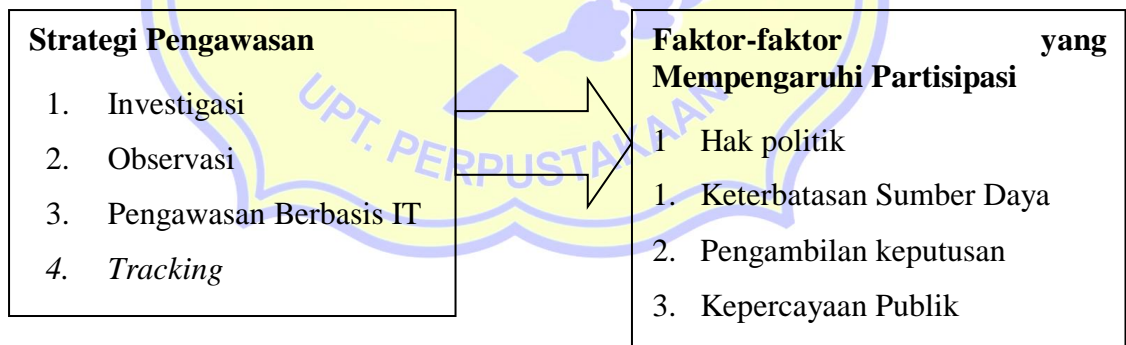 Strategi Pengawasan
1. Investigasi
2. Observasi
3. Pengawasan Berbasis IT
4. Tracking
Faktor-faktor yang
Mempengaruhi Partisipasi
1 Hak politik
1. Keterbatasan Sumber Daya
2. Pengambilan keputusan
3. Kepercayaan Publik
UPT. PERPUSTAKAAN